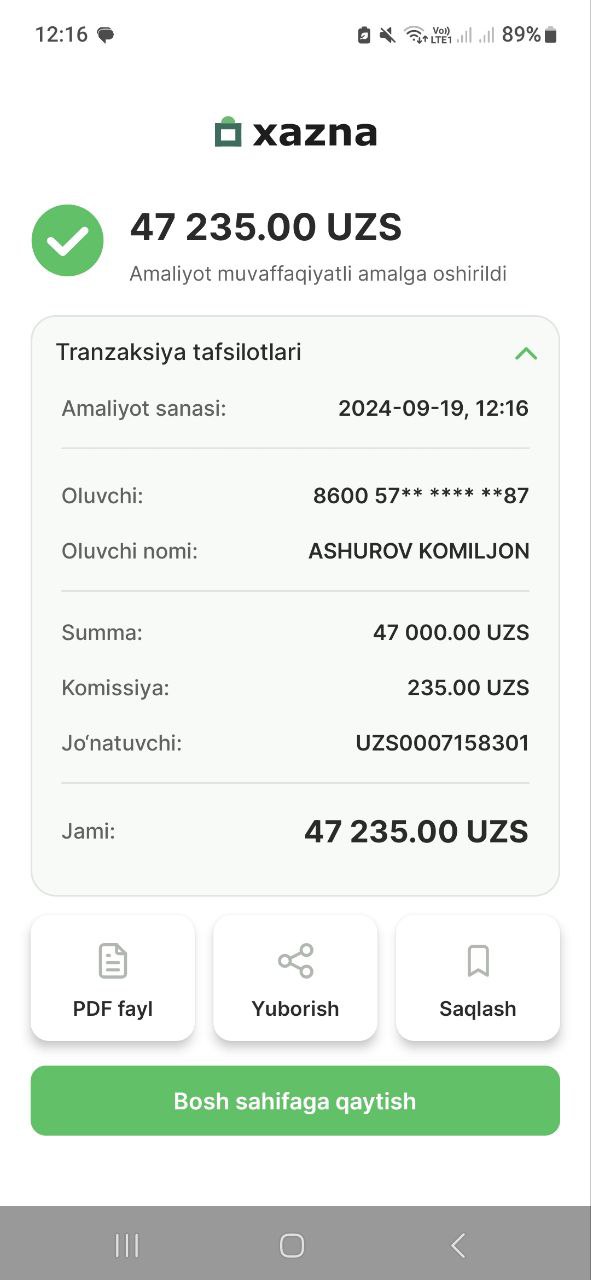 12:16
Vo))
LTE1
89%
xazna
47 235.00 UZS
Amaliyot muvaffaqiyatli amalga oshirildi
Tranzaksiya tafsilotlari
Amaliyot sanasi: 2024-09-19, 12:16
Oluvchi: 8600 57** **** **87
Oluvchi nomi: ASHUROV KOMILJON
Summa: 47 000.00 UZS
Komissiya: 235.00 UZS
Jo‘natuvchi: UZS0007158301
Jami: 47 235.00 UZS
PDF fayl Yuborish Saqlash
Bosh sahifaga qaytish